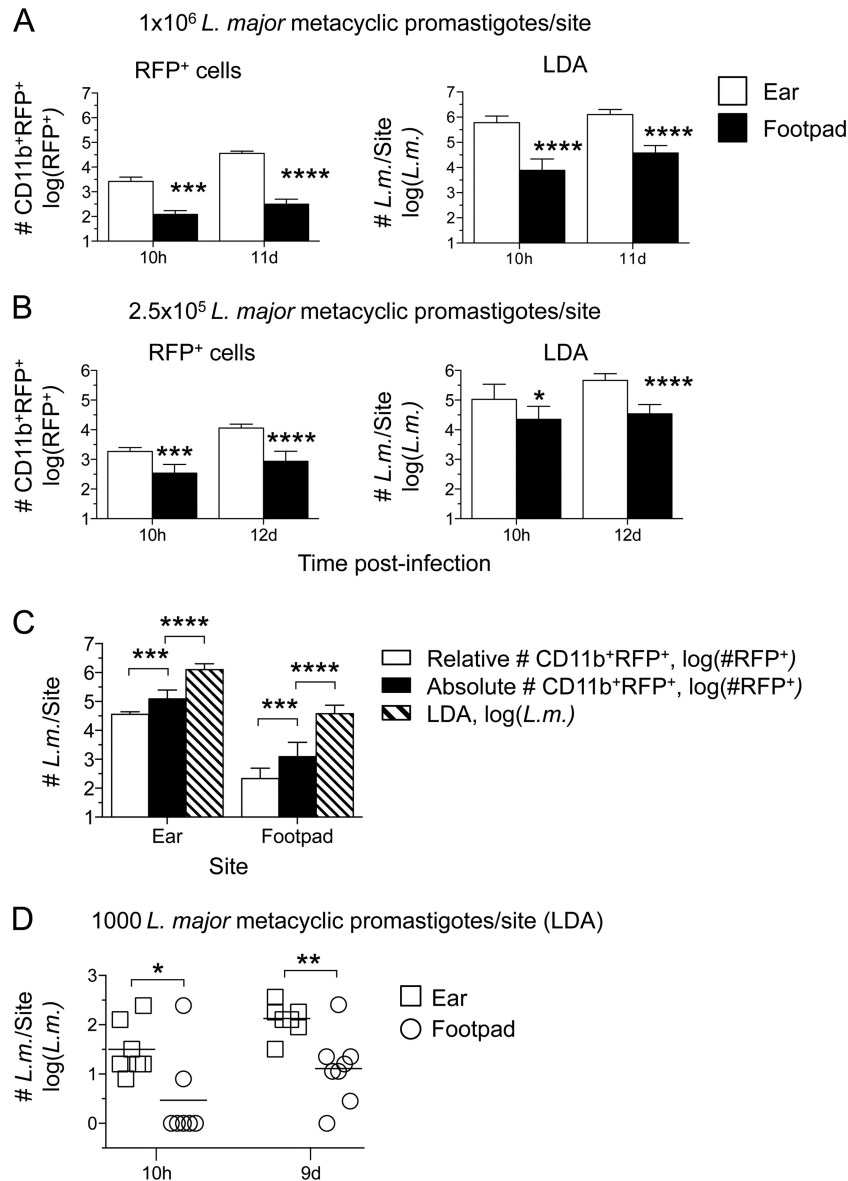 A
1x10⁶ L. major metacyclic promastigotes/site
RFP⁺ cells
LDA
Ear
Footpad
# CD11b⁺RFP⁺
log(RFP⁺)
7
6
5
4
3
2
1
***
****
10h
11d
# L.m./Site
log(L.m.)
7
6
5
4
3
2
1
****
****
10h
11d
B
2.5x10⁵ L. major metacyclic promastigotes/site
RFP⁺ cells
LDA
# CD11b⁺RFP⁺
log(RFP⁺)
6
5
4
3
2
1
***
****
10h
12d
# L.m./Site
log(L.m.)
6
5
4
3
2
1
*
****
10h
12d
Time post-infection
C
# L.m./Site
7
6
5
4
3
2
1
***
****
***
****
Ear
Footpad
Site
Relative # CD11b⁺RFP⁺, log(#RFP⁺)
Absolute # CD11b⁺RFP⁺, log(#RFP⁺)
LDA, log(L.m.)
D
1000 L. major metacyclic promastigotes/site (LDA)
# L.m./Site
log(L.m.)
3
2
1
0
*
**
10h
9d
Ear
Footpad